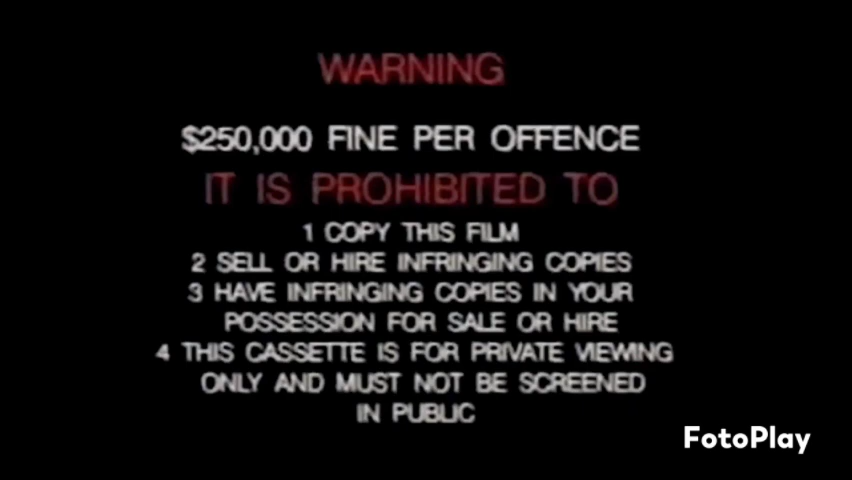 WARNING
$250,000 FINE PER OFFENCE
IT IS PROHIBITED TO
1 COPY THIS FILM
2 SELL OR HIRE INFRINGING COPIES
3 HAVE INFRINGING COPIES IN YOUR
POSSESSION FOR SALE OR HIRE
4 THIS CASSETTE IS FOR PRIVATE VIEWING
ONLY AND MUST NOT BE SCREENED
IN PUBLIC
FotoPlay